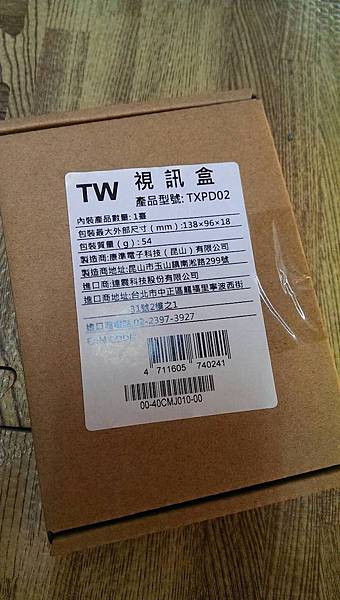 TW 視訊盒
產品型號: TXPD02
內裝產品數量: 1臺
包裝最大外部尺寸(mm):138×96×18
包裝質量(g): 54
製造商:康準電子科技(昆山)有限公司
製造商地址:昆山市玉山鎮南淞路299號
進口商:達震科技股份有限公司
進口商地址:台北市中正區龍福里寧波西街
31號2樓之1
進口商電話:02-2397-3927
EAN CODE:
4 711605 740241
00-40CMJ010-00